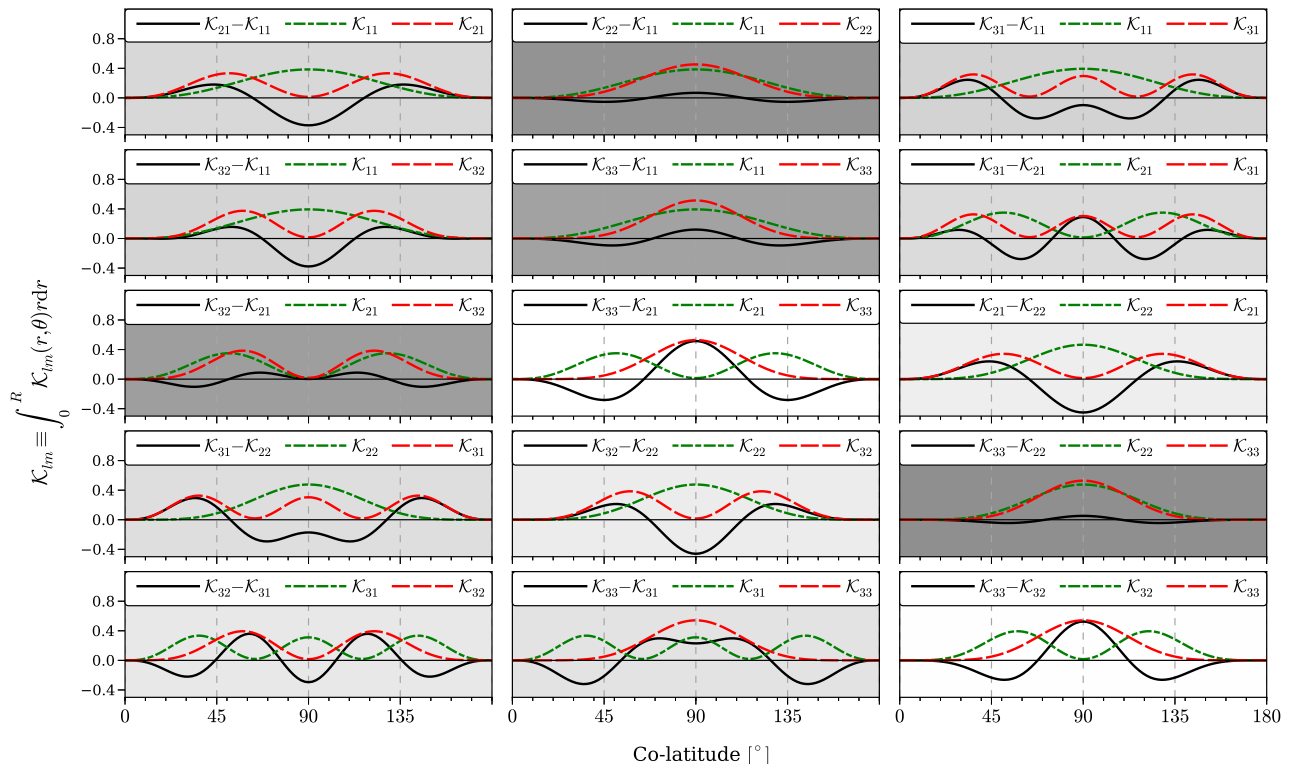 𝒦₂₁−𝒦₁₁ 𝒦₁₁ 𝒦₂₁
𝒦₂₂−𝒦₁₁ 𝒦₁₁ 𝒦₂₂
𝒦₃₁−𝒦₁₁ 𝒦₁₁ 𝒦₃₁
0.8
0.4
0.0
−0.4
𝒦₃₂−𝒦₁₁ 𝒦₁₁ 𝒦₃₂
𝒦₃₃−𝒦₁₁ 𝒦₁₁ 𝒦₃₃
𝒦₃₁−𝒦₂₁ 𝒦₂₁ 𝒦₃₁
0.8
0.4
0.0
−0.4
𝒦₃₂−𝒦₂₁ 𝒦₂₁ 𝒦₃₂
𝒦₃₃−𝒦₂₁ 𝒦₂₁ 𝒦₃₃
𝒦₂₁−𝒦₂₂ 𝒦₂₂ 𝒦₂₁
0.8
0.4
0.0
−0.4
𝒦ₗₘ ≡ ∫₀ᴿ 𝒦ₗₘ(r,θ)rdr
𝒦₃₁−𝒦₂₂ 𝒦₂₂ 𝒦₃₁
𝒦₃₂−𝒦₂₂ 𝒦₂₂ 𝒦₃₂
𝒦₃₃−𝒦₂₂ 𝒦₂₂ 𝒦₃₃
0.8
0.4
0.0
−0.4
𝒦₃₂−𝒦₃₁ 𝒦₃₁ 𝒦₃₂
𝒦₃₃−𝒦₃₁ 𝒦₃₁ 𝒦₃₃
𝒦₃₃−𝒦₃₂ 𝒦₃₂ 𝒦₃₃
0.8
0.4
0.0
−0.4
0 45 90 135
0 45 90 135
0 45 90 135 180
Co-latitude [°]